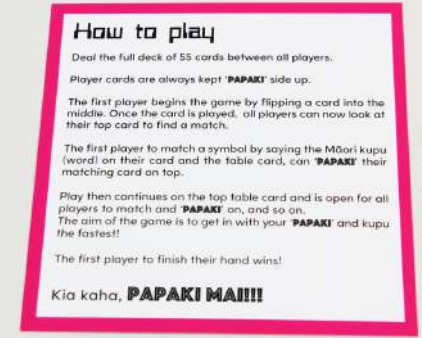 How to play
Deal the full deck of 55 cards between all players.
Player cards are always kept 'PAPAKI' side up.
The first player begins the game by flipping a card into the
middle. Once the card is played, all players can now look at
their top card to find a match.
The first player to match a symbol by saying the Māori kupu
(word) on their card and the table card, can 'PAPAKI' their
matching card on top.
Play then continues on the top table card and is open for all
players to match and 'PAPAKI' on, and so on.
The aim of the game is to get in with your 'PAPAKI' and kupu
the fastest!
The first player to finish their hand wins!
Kia kaha, PAPAKI MAI!!!